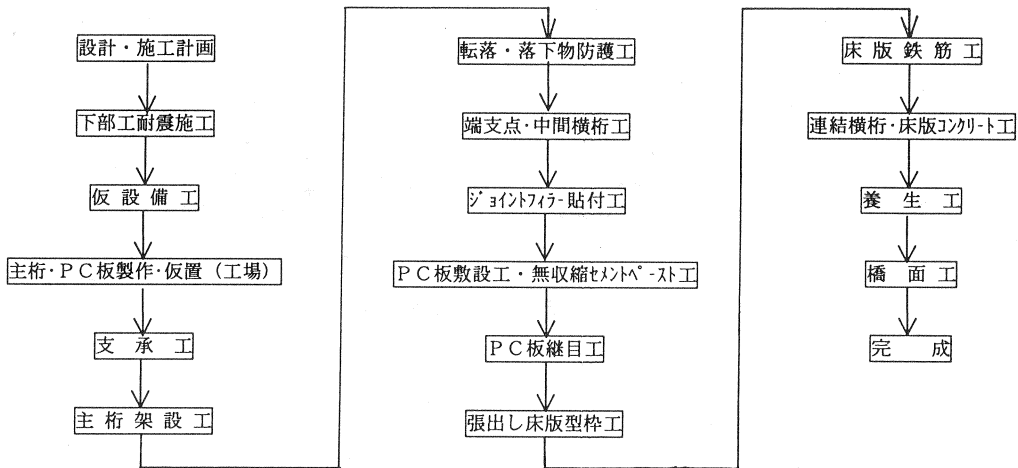 設計・施工計画
下部工耐震施工
仮設備工
主桁・PC板製作・仮置（工場）
支承工
主桁架設工
転落・落下物防護工
端支点・中間横桁工
ｼﾞｮｲﾝﾄﾌｨﾗｰ貼付工
PC板敷設工・無収縮ｾﾒﾝﾄﾍﾟｰｽﾄ工
PC板継目工
張出し床版型枠工
床版鉄筋工
連結横桁・床版ｺﾝｸﾘｰﾄ工
養生工
橋面工
完成